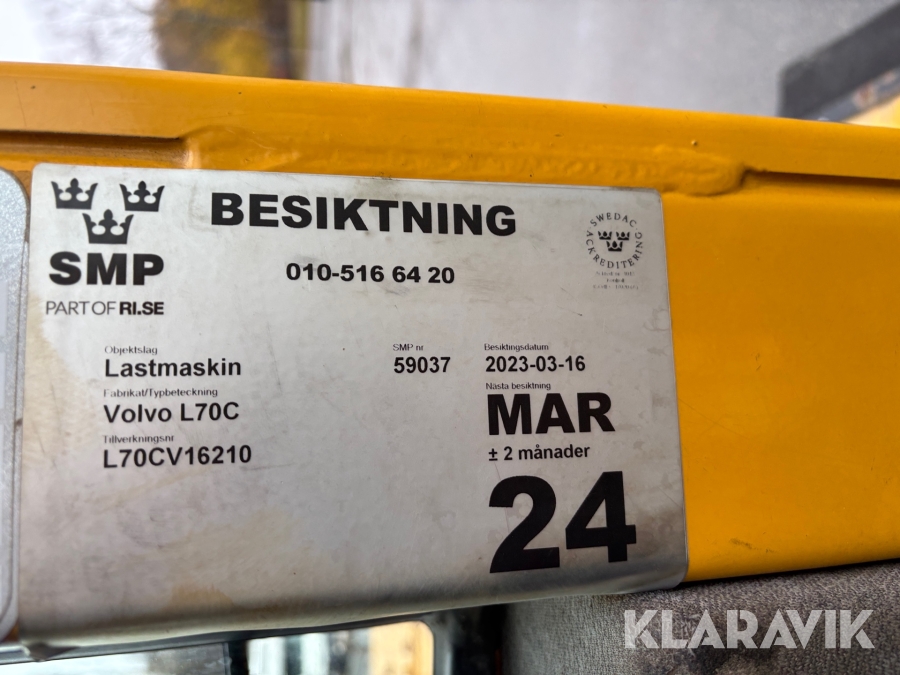 BESIKTNING
010-516 64 20
SMP
PART OF RI.SE
SWEDAC
ACKREDITERING
Objektslag
Lastmaskin
Fabrikat/Typbeteckning
Volvo L70C
Tillverkningsnr
L70CV16210
SMP nr
59037
Besiktingsdatum
2023-03-16
Nästa besiktning
MAR
± 2 månader
24
KLARAVIK